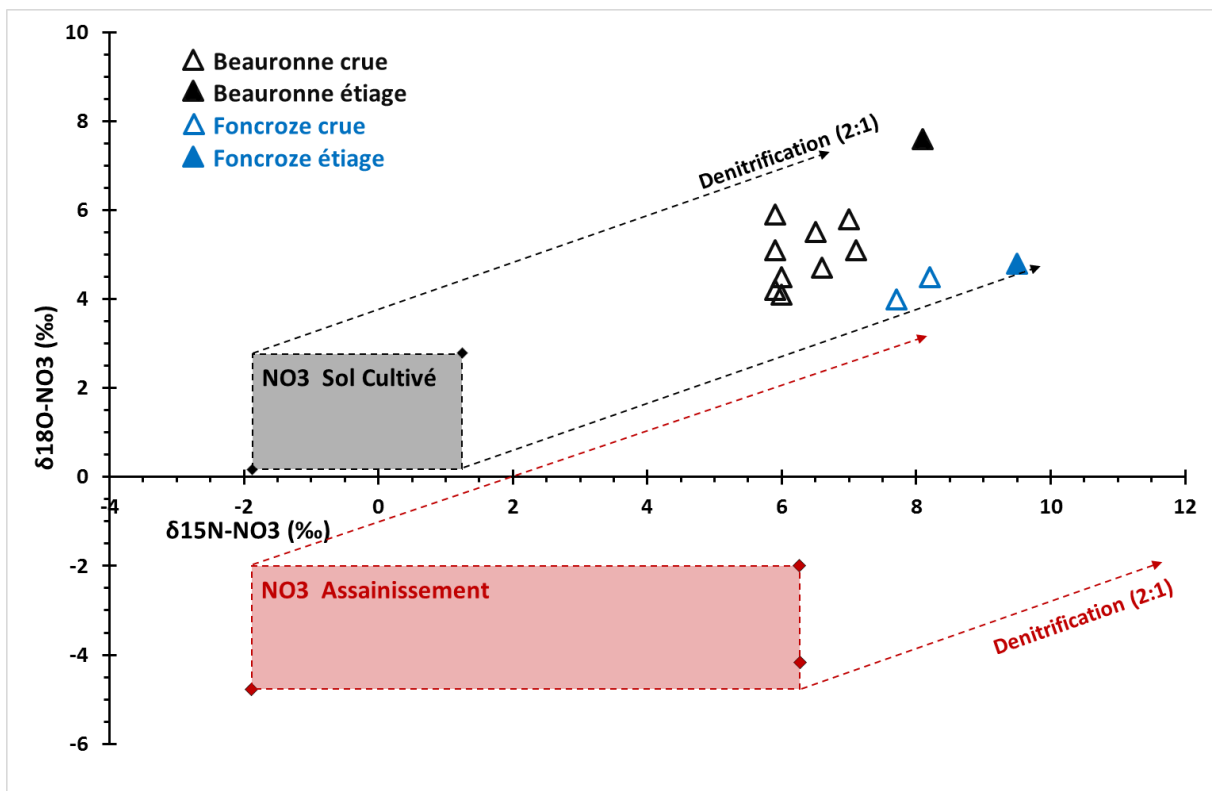 10
8
6
4
2
0
-2
-4
-6
δ18O-NO3 (‰)
Beauronne crue
Beauronne étiage
Foncroze crue
Foncroze étiage
Denitrification (2:1)
NO3 Sol Cultivé
-4 -2 0 2 4 6 8 10 12
δ15N-NO3 (‰)
NO3 Assainissement
Denitrification (2:1)